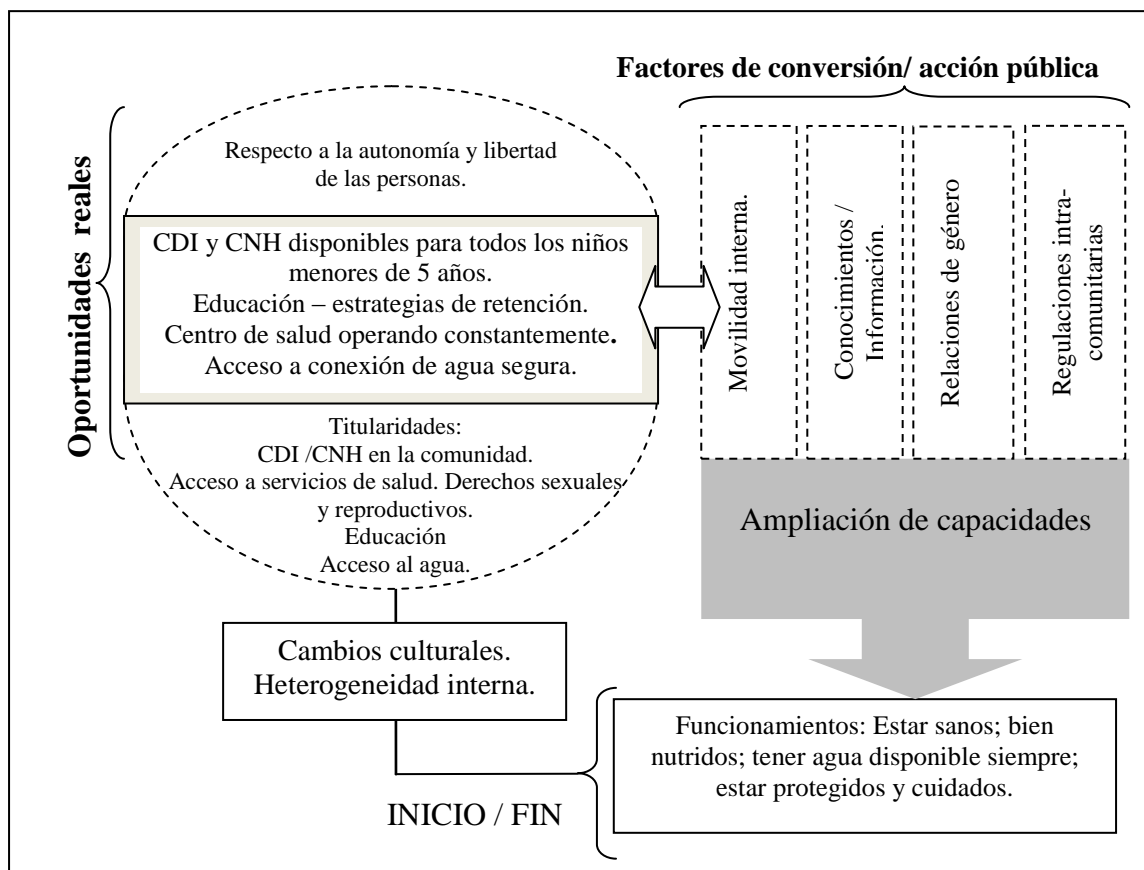 Factores de conversión/ acción pública
Oportunidades reales
Respecto a la autonomía y libertad
de las personas.
CDI y CNH disponibles para todos los niños
menores de 5 años.
Educación – estrategias de retención.
Centro de salud operando constantemente.
Acceso a conexión de agua segura.
Titularidades:
CDI /CNH en la comunidad.
Acceso a servicios de salud. Derechos sexuales
y reproductivos.
Educación
Acceso al agua.
Movilidad interna.
Conocimientos /
Información.
Relaciones de género
Regulaciones intra-
comunitarias
Ampliación de capacidades
Cambios culturales.
Heterogeneidad interna.
Funcionamientos: Estar sanos; bien
nutridos; tener agua disponible siempre;
estar protegidos y cuidados.
INICIO / FIN